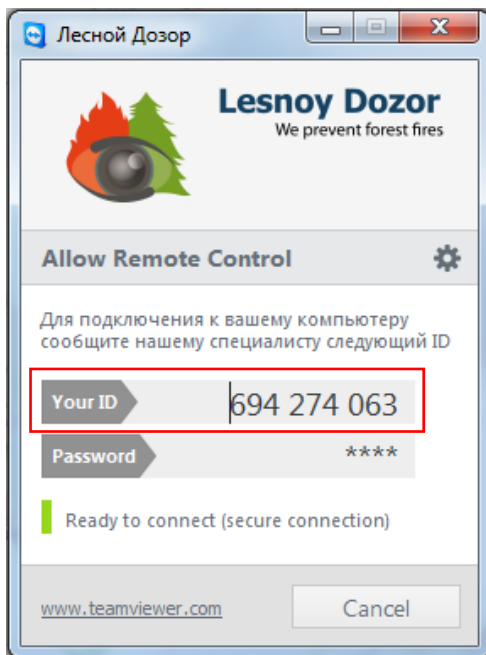 Лесной Дозор
Lesnoy Dozor
We prevent forest fires
Allow Remote Control
Для подключения к вашему компьютеру
сообщите нашему специалисту следующий ID
Your ID 694 274 063
Password ****
Ready to connect (secure connection)
www.teamviewer.com Cancel